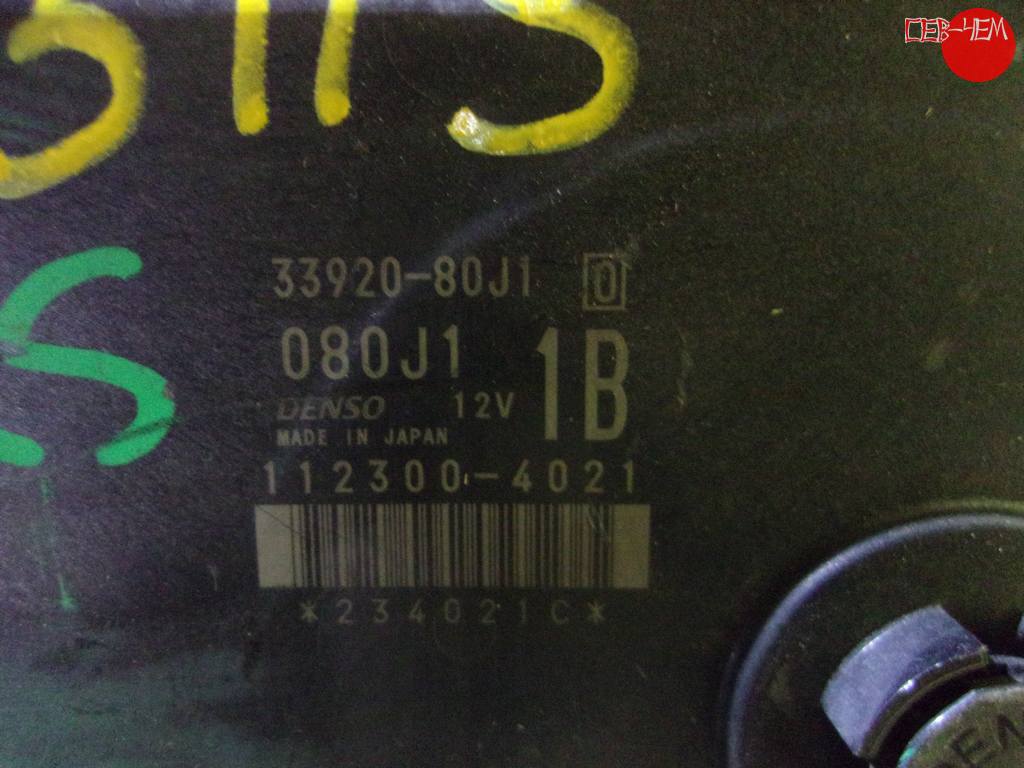 33920-80J1 0
080J1
1B
DENSO 12V
MADE IN JAPAN
112300-4021
*234021C*